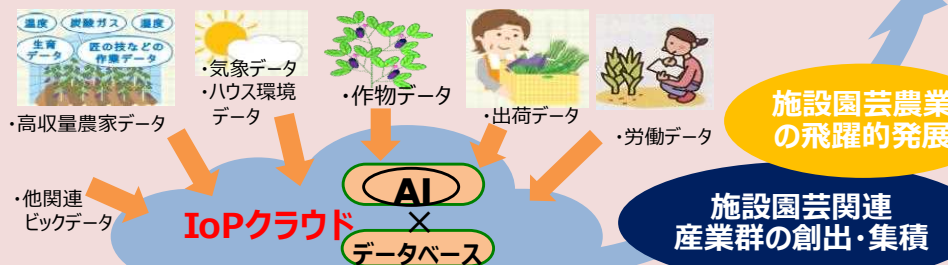 温度
炭酸ガス
湿度
生育
データ
匠の技などの
作業データ
・高収量農家データ
・気象データ
・ハウス環境
データ
・作物データ
・出荷データ
・労働データ
・他関連
ビックデータ
IoPクラウド
AI
×
データベース
施設園芸農業
の飛躍的発展
施設園芸関連
産業群の創出・集積